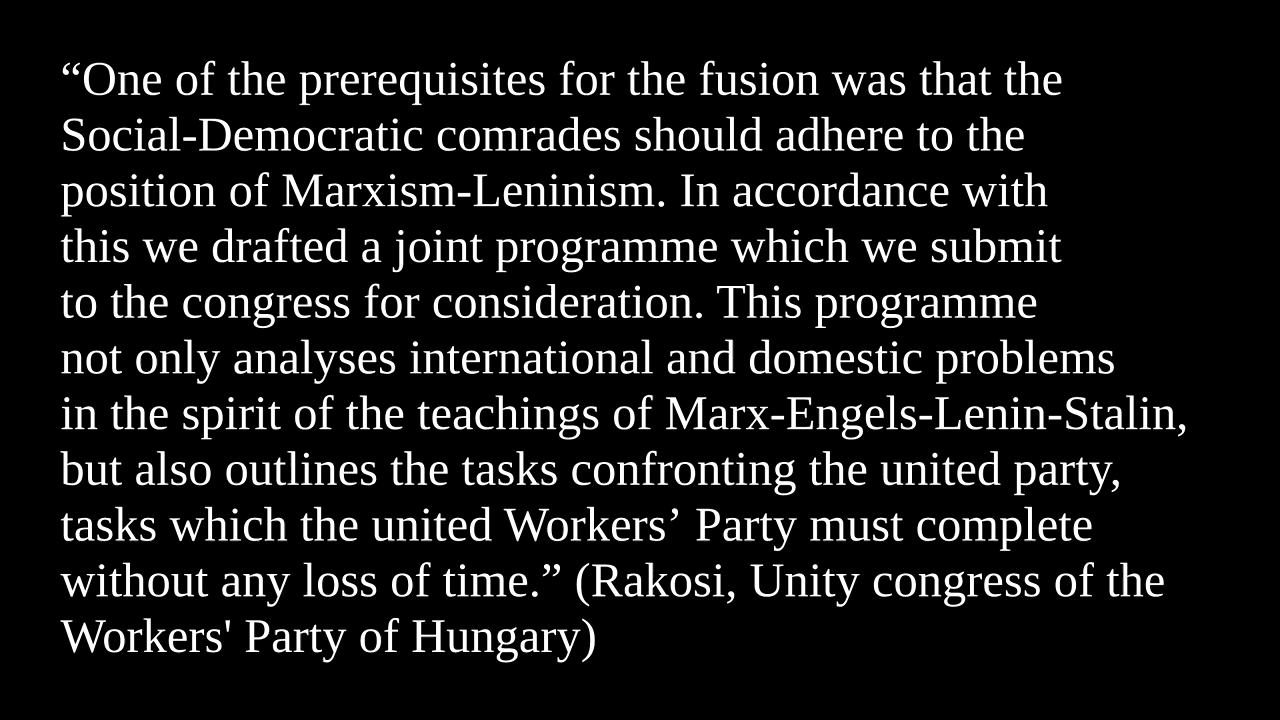 “One of the prerequisites for the fusion was that the
Social-Democratic comrades should adhere to the
position of Marxism-Leninism. In accordance with
this we drafted a joint programme which we submit
to the congress for consideration. This programme
not only analyses international and domestic problems
in the spirit of the teachings of Marx-Engels-Lenin-Stalin,
but also outlines the tasks confronting the united party,
tasks which the united Workers’ Party must complete
without any loss of time.” (Rakosi, Unity congress of the
Workers' Party of Hungary)